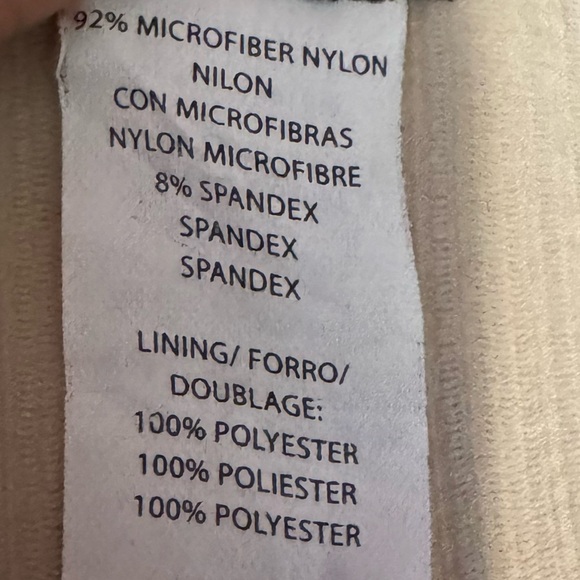 92% MICROFIBER NYLON
NILON
CON MICROFIBRAS
NYLON MICROFIBRE
8% SPANDEX
SPANDEX
SPANDEX
LINING/ FORRO/
DOUBLAGE:
100% POLYESTER
100% POLIESTER
100% POLYESTER